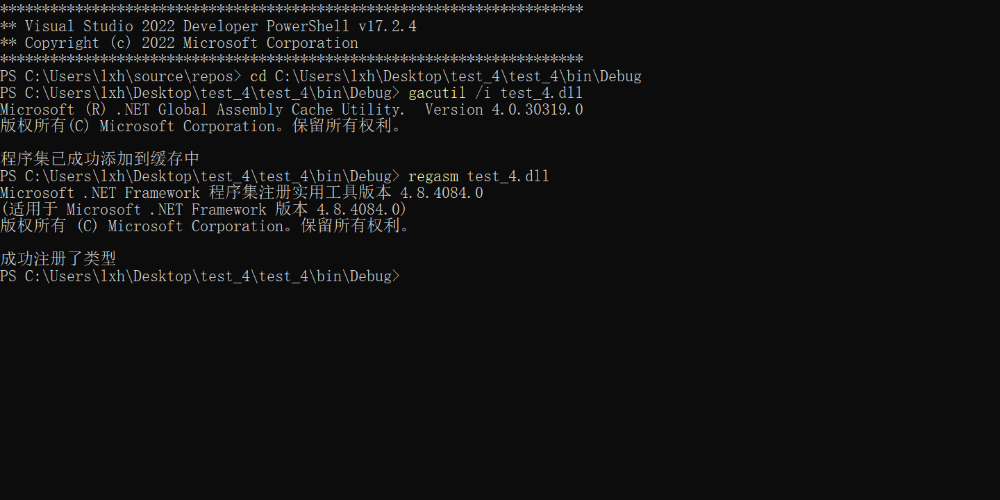 **********************************************************************
** Visual Studio 2022 Developer PowerShell v17.2.4
** Copyright (c) 2022 Microsoft Corporation
**********************************************************************
PS C:\Users\lxh\source\repos> cd C:\Users\lxh\Desktop\test_4\test_4\bin\Debug
PS C:\Users\lxh\Desktop\test_4\test_4\bin\Debug> gacutil /i test_4.dll
Microsoft (R) .NET Global Assembly Cache Utility.  Version 4.0.30319.0
版权所有(C) Microsoft Corporation。保留所有权利。
程序集已成功添加到缓存中
PS C:\Users\lxh\Desktop\test_4\test_4\bin\Debug> regasm test_4.dll
Microsoft .NET Framework 程序集注册实用工具版本 4.8.4084.0
(适用于 Microsoft .NET Framework 版本 4.8.4084.0)
版权所有 (C) Microsoft Corporation。保留所有权利。
成功注册了类型
PS C:\Users\lxh\Desktop\test_4\test_4\bin\Debug>